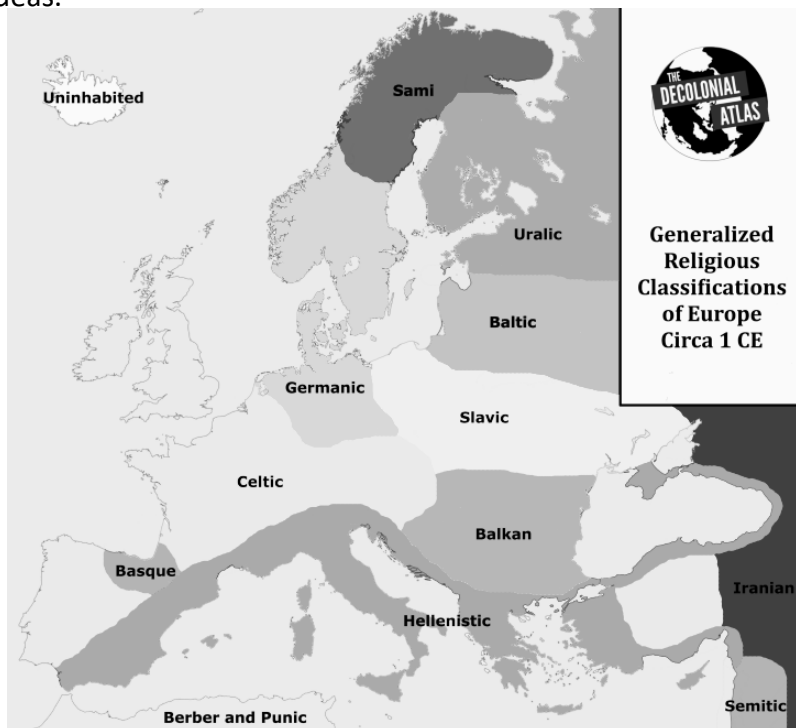 Uninhabited
Sami
THE
DECOLONIAL
ATLAS
Uralic
Generalized
Religious
Classifications
of Europe
Circa 1 CE
Baltic
Germanic
Slavic
Celtic
Balkan
Basque
Iranian
Hellenistic
Semitic
Berber and Punic